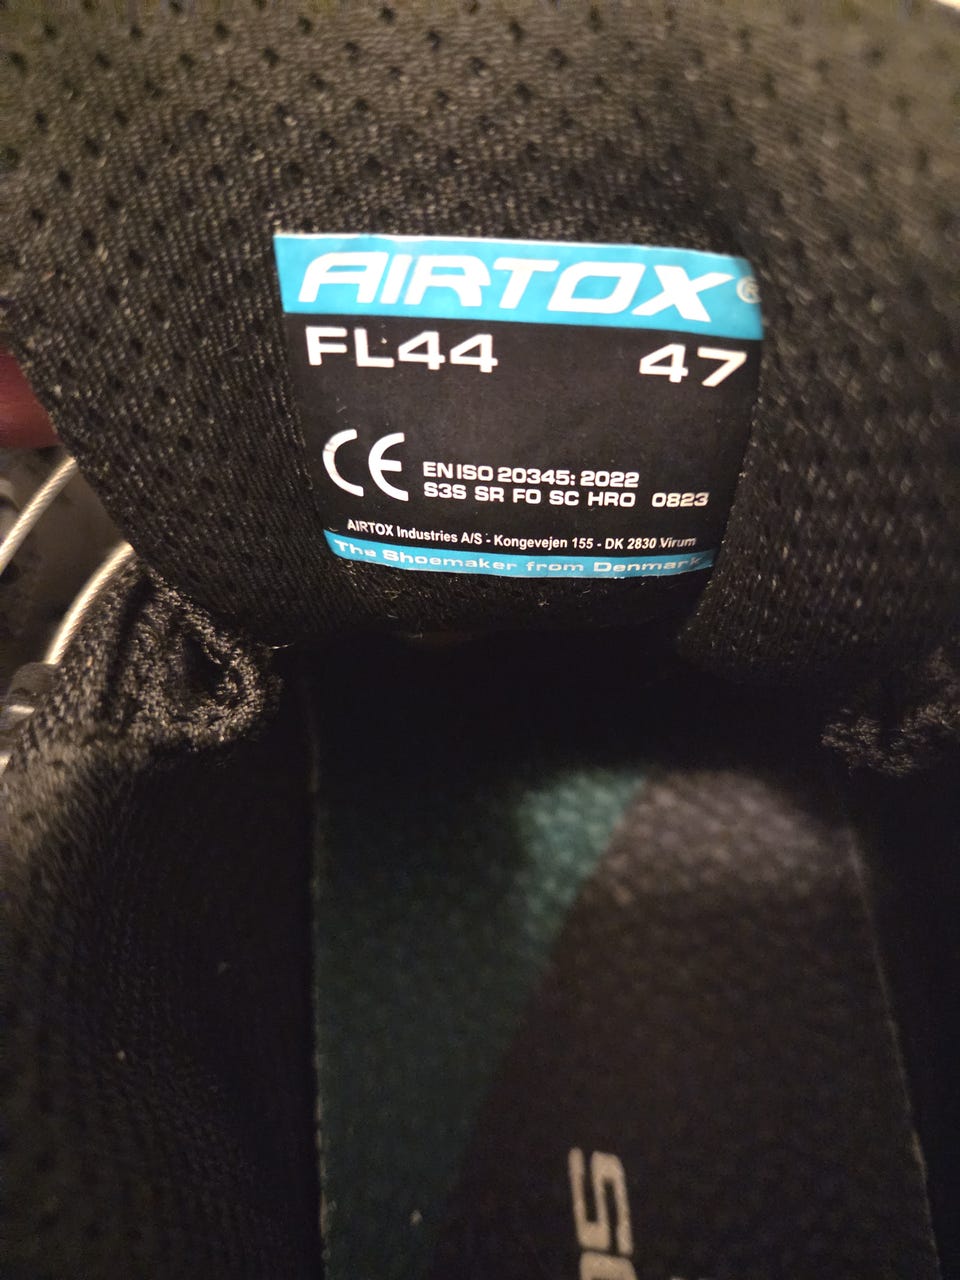 AIRTOX®
FL44 47
CE EN ISO 20345: 2022
S3S SR FO SC HRO 0823
AIRTOX Industries A/S - Kongevejen 155 - DK 2830 Virum
The Shoemaker from Denmark